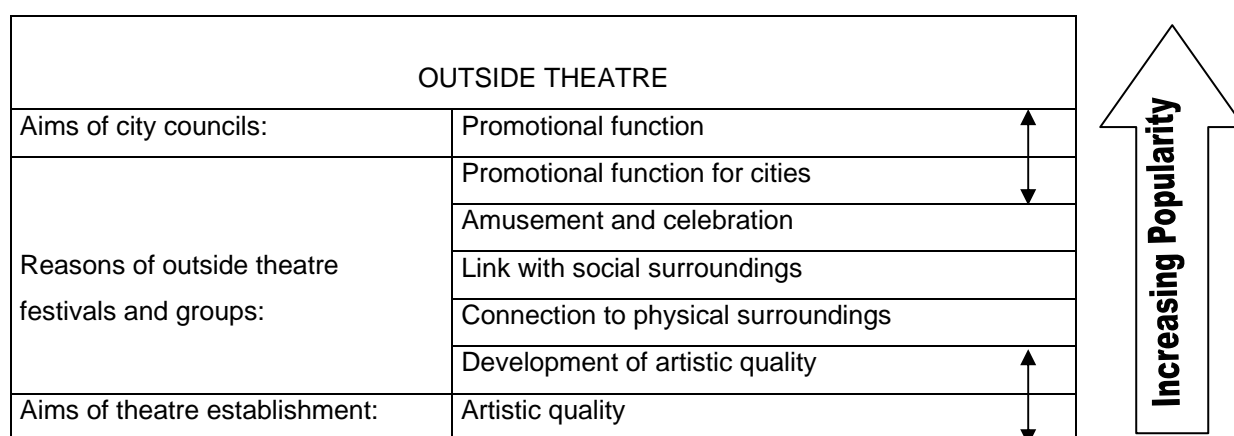 OUTSIDE THEATRE
Aims of city councils:
Promotional function
Promotional function for cities
Amusement and celebration
Reasons of outside theatre
festivals and groups:
Link with social surroundings
Connection to physical surroundings
Development of artistic quality
Aims of theatre establishment:
Artistic quality
Increasing Popularity